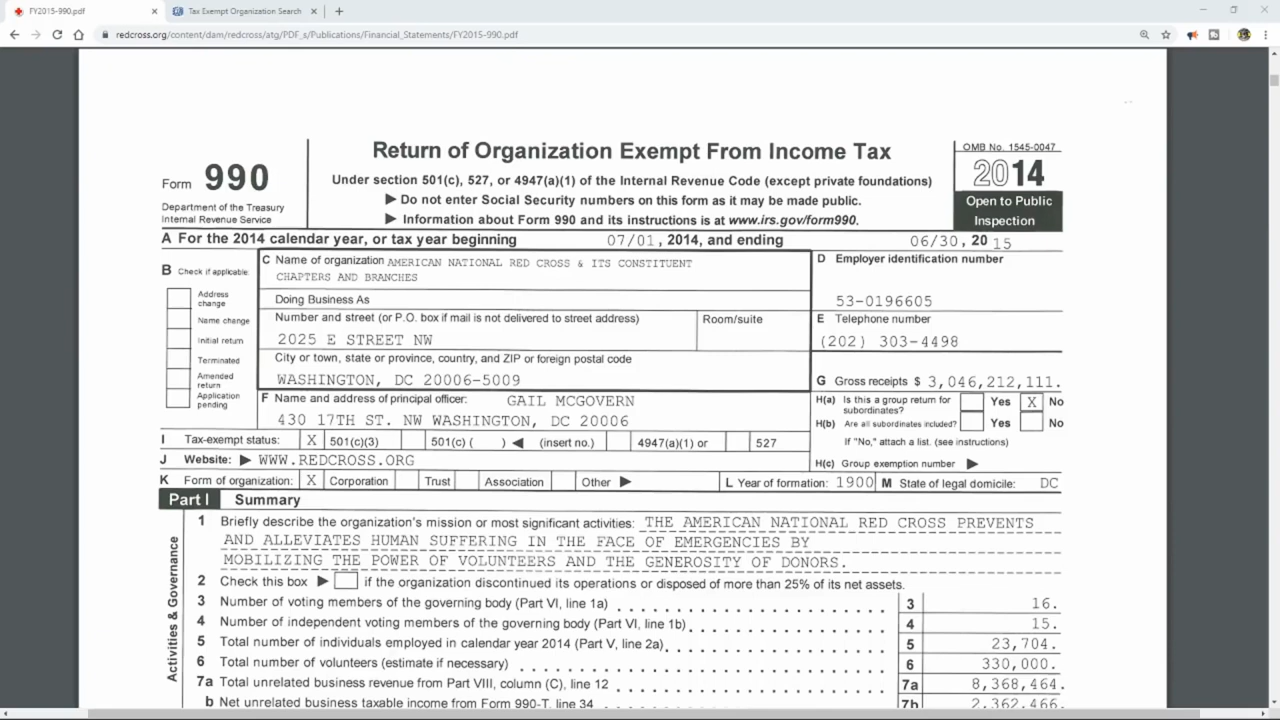 FY2015-990.pdf
Tax Exempt Organization Search
redcross.org/content/dam/redcross/atg/PDF_s/Publications/Financial_Statements/FY2015-990.pdf
Form 990
Department of the Treasury
Internal Revenue Service
Return of Organization Exempt From Income Tax
Under section 501(c), 527, or 4947(a)(1) of the Internal Revenue Code (except private foundations)
▶ Do not enter Social Security numbers on this form as it may be made public.
▶ Information about Form 990 and its instructions is at www.irs.gov/form990.
OMB No. 1545-0047
2014
Open to Public
Inspection
A For the 2014 calendar year, or tax year beginning 07/01 , 2014, and ending 06/30 , 20 15
B Check if applicable:
Address change
Name change
Initial return
Terminated
Amended return
Application pending
C Name of organization AMERICAN NATIONAL RED CROSS & ITS CONSTITUENT
CHAPTERS AND BRANCHES
Doing Business As
Number and street (or P.O. box if mail is not delivered to street address) Room/suite
2025 E STREET NW
City or town, state or province, country, and ZIP or foreign postal code
WASHINGTON, DC 20006-5009
D Employer identification number
53-0196605
E Telephone number
(202) 303-4498
G Gross receipts $ 3,046,212,111.
F Name and address of principal officer: GAIL MCGOVERN
430 17TH ST. NW WASHINGTON, DC 20006
H(a) Is this a group return for subordinates? Yes X No
H(b) Are all subordinates included? Yes No
If "No," attach a list. (see instructions)
H(c) Group exemption number ▶
I Tax-exempt status: X 501(c)(3) 501(c) ( ) ◀ (insert no.) 4947(a)(1) or 527
J Website: ▶ WWW.REDCROSS.ORG
K Form of organization: X Corporation Trust Association Other ▶ L Year of formation: 1900 M State of legal domicile: DC
Part I Summary
Activities & Governance
1 Briefly describe the organization's mission or most significant activities: THE AMERICAN NATIONAL RED CROSS PREVENTS
AND ALLEVIATES HUMAN SUFFERING IN THE FACE OF EMERGENCIES BY
MOBILIZING THE POWER OF VOLUNTEERS AND THE GENEROSITY OF DONORS.
2 Check this box ▶ if the organization discontinued its operations or disposed of more than 25% of its net assets.
3 Number of voting members of the governing body (Part VI, line 1a) 3 16.
4 Number of independent voting members of the governing body (Part VI, line 1b) 4 15.
5 Total number of individuals employed in calendar year 2014 (Part V, line 2a) 5 23,704.
6 Total number of volunteers (estimate if necessary) 6 330,000.
7a Total unrelated business revenue from Part VIII, column (C), line 12 7a 8,368,464.
b Net unrelated business taxable income from Form 990-T, line 34 7b 2,362,466.